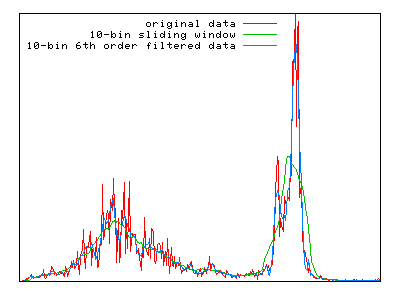 original data
10-bin sliding window
10-bin 6th order filtered data